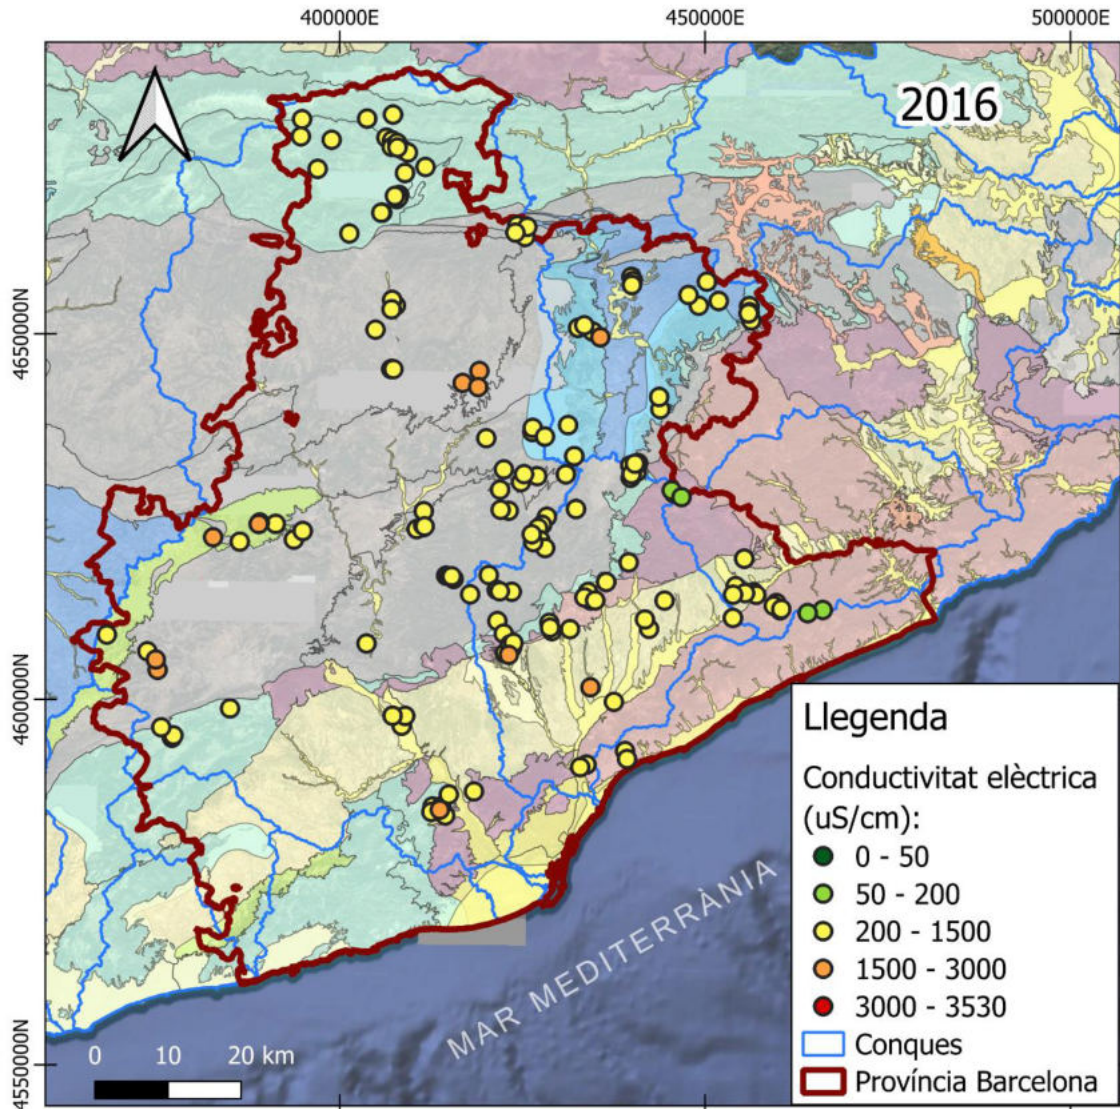 400000E
450000E
500000E
2016
4650000N
4600000N
4550000N
Llegenda
Conductivitat elèctrica
(uS/cm):
0 - 50
50 - 200
200 - 1500
1500 - 3000
3000 - 3530
Conques
Província Barcelona
MAR MEDITERRÀNIA
0 10 20 km